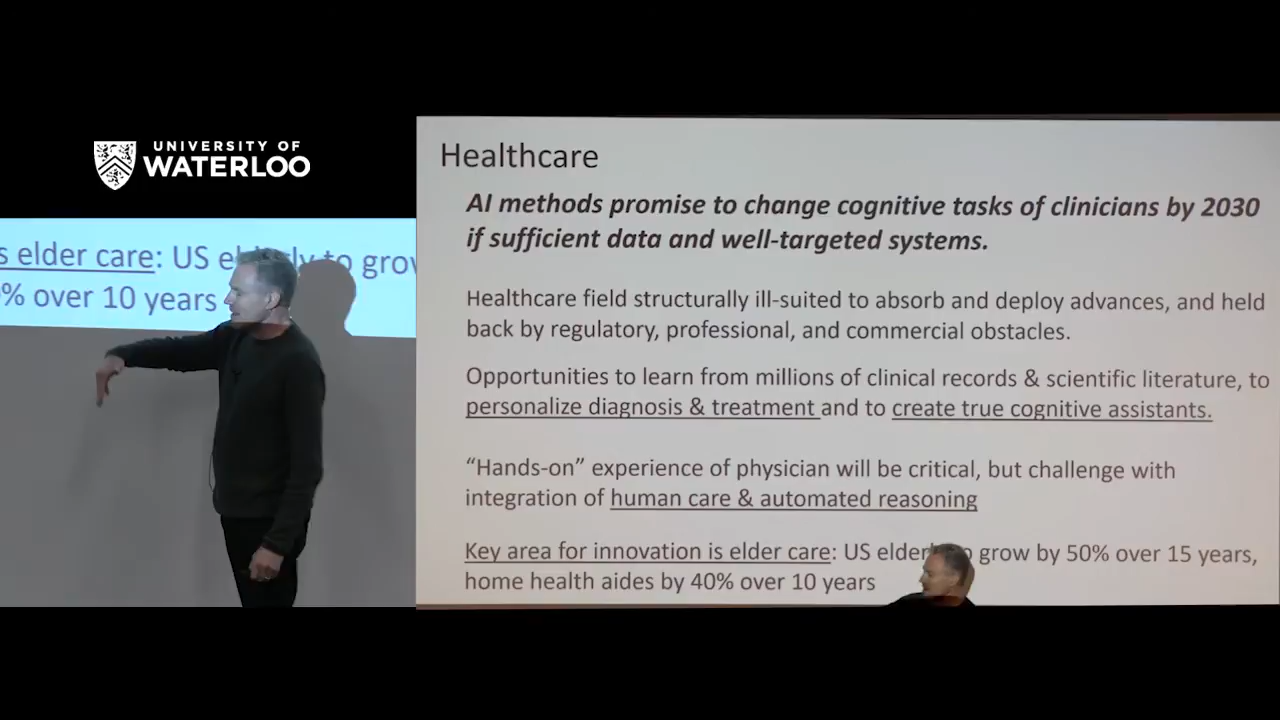 UNIVERSITY OF
WATERLOO
s elder care: US elderly to grow
% over 10 years
Healthcare
AI methods promise to change cognitive tasks of clinicians by 2030
if sufficient data and well-targeted systems.
Healthcare field structurally ill-suited to absorb and deploy advances, and held
back by regulatory, professional, and commercial obstacles.
Opportunities to learn from millions of clinical records & scientific literature, to
personalize diagnosis & treatment and to create true cognitive assistants.
“Hands-on” experience of physician will be critical, but challenge with
integration of human care & automated reasoning
Key area for innovation is elder care: US elderly to grow by 50% over 15 years,
home health aides by 40% over 10 years